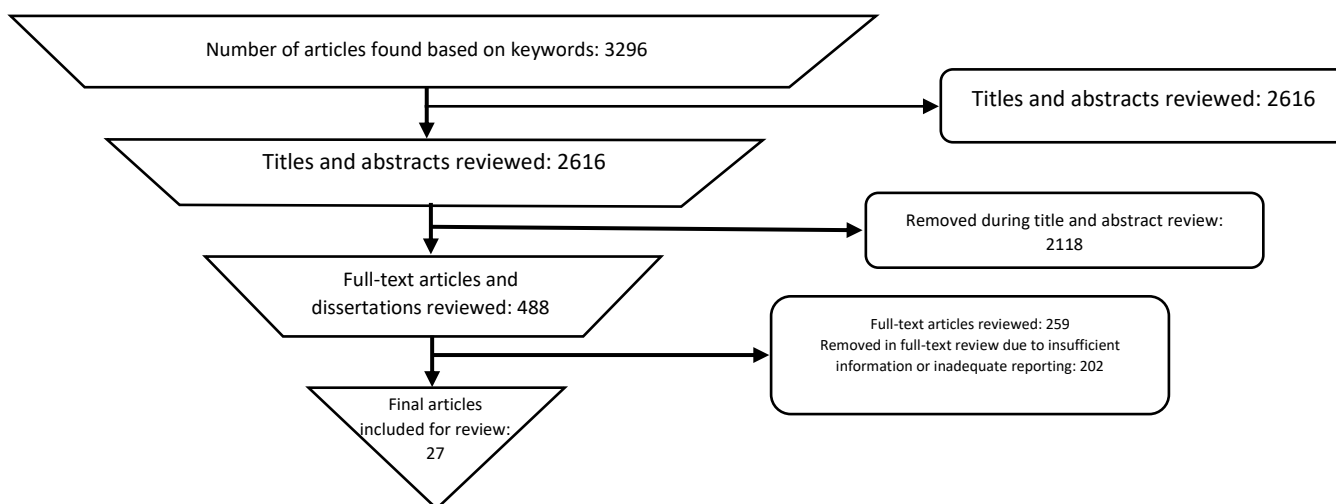 Number of articles found based on keywords: 3296
Titles and abstracts reviewed: 2616
Titles and abstracts reviewed: 2616
Removed during title and abstract review:
2118
Full-text articles and
dissertations reviewed: 488
Full-text articles reviewed: 259
Removed in full-text review due to insufficient
information or inadequate reporting: 202
Final articles
included for review:
27